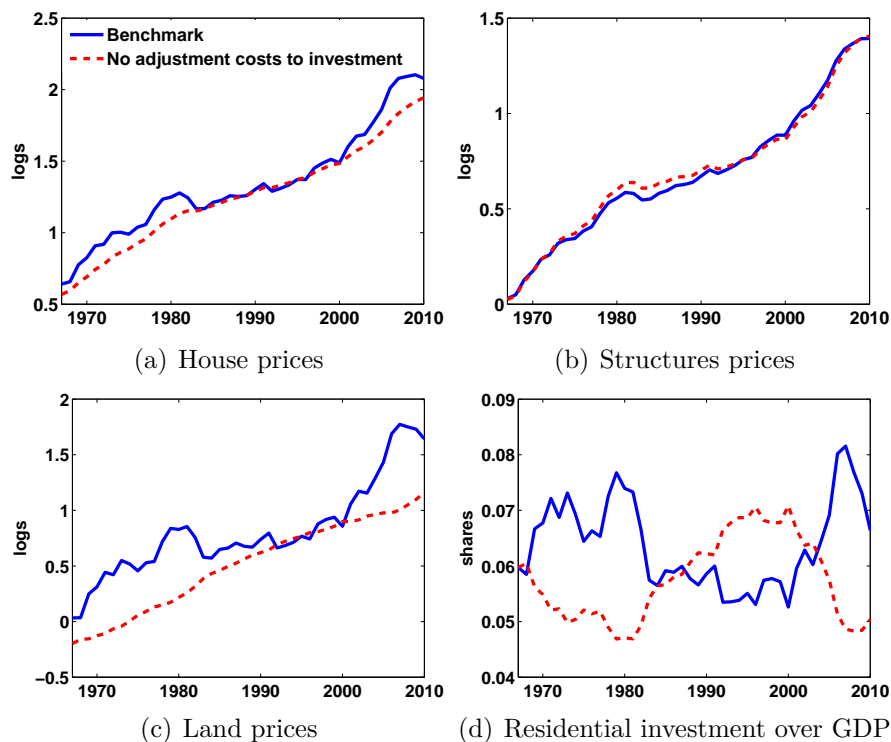 2.5
2
1.5
1
0.5
logs
Benchmark
No adjustment costs to investment
1970 1980 1990 2000 2010
(a) House prices
1.5
1
0.5
0
logs
1970 1980 1990 2000 2010
(b) Structures prices
2
1.5
1
0.5
0
−0.5
logs
1970 1980 1990 2000 2010
(c) Land prices
0.09
0.08
0.07
0.06
0.05
0.04
shares
1970 1980 1990 2000 2010
(d) Residential investment over GDP